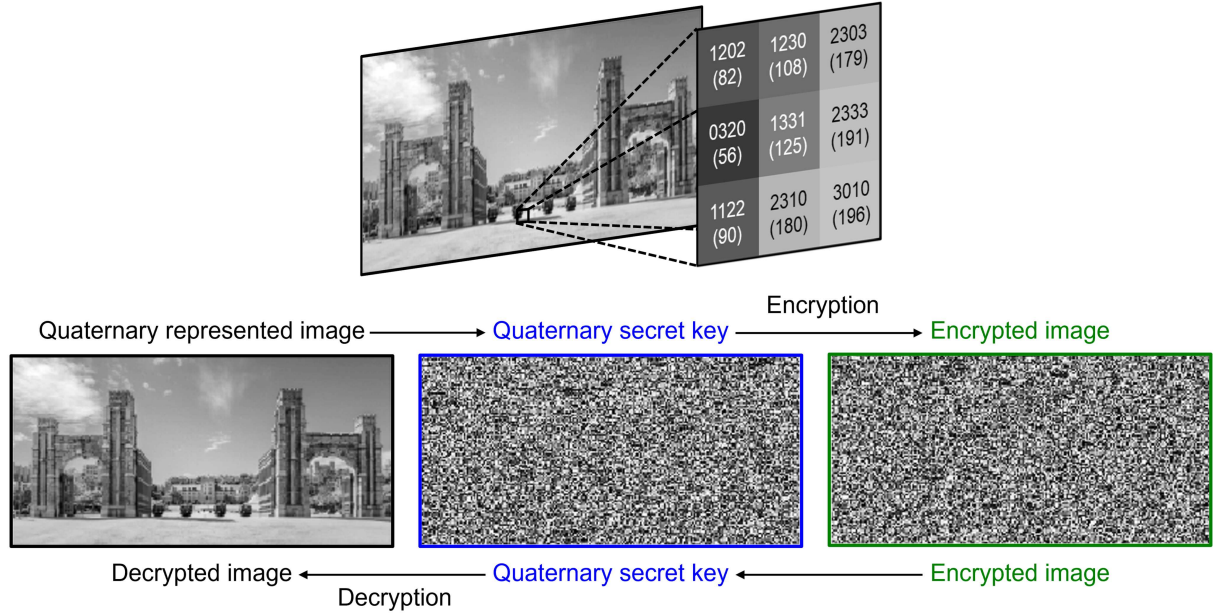 1202 1230 2303
(82) (108) (179)
0320 1331 2333
(56) (125) (191)
1122 2310 3010
(90) (180) (196)
Encryption
Quaternary represented image Quaternary secret key Encrypted image
Decrypted image Quaternary secret key Encrypted image
Decryption